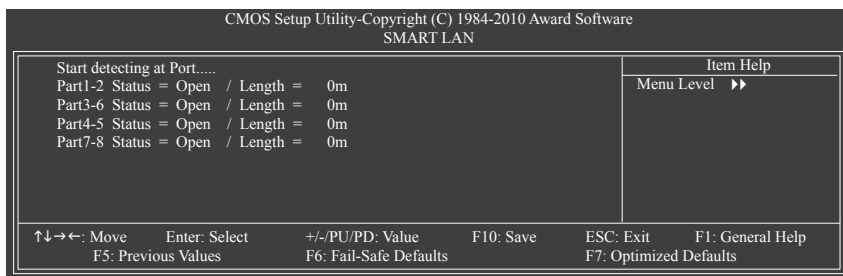 CMOS Setup Utility-Copyright (C) 1984-2010 Award Software
SMART LAN
Start detecting at Port.....
Part1-2 Status = Open / Length = 0m
Part3-6 Status = Open / Length = 0m
Part4-5 Status = Open / Length = 0m
Part7-8 Status = Open / Length = 0m
Item Help
Menu Level ▶▶
↑↓→←: Move Enter: Select +/-/PU/PD: Value F10: Save ESC: Exit F1: General Help
F5: Previous Values F6: Fail-Safe Defaults F7: Optimized Defaults